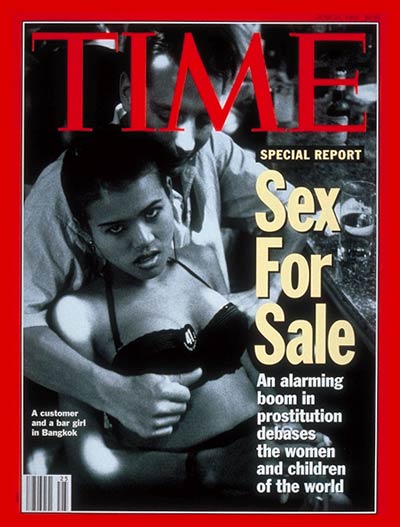 TIME
SPECIAL REPORT
Sex
For
Sale
An alarming
boom in
prostitution
debases
the women
and children
of the world
A customer
and a bar girl
in Bangkok
25